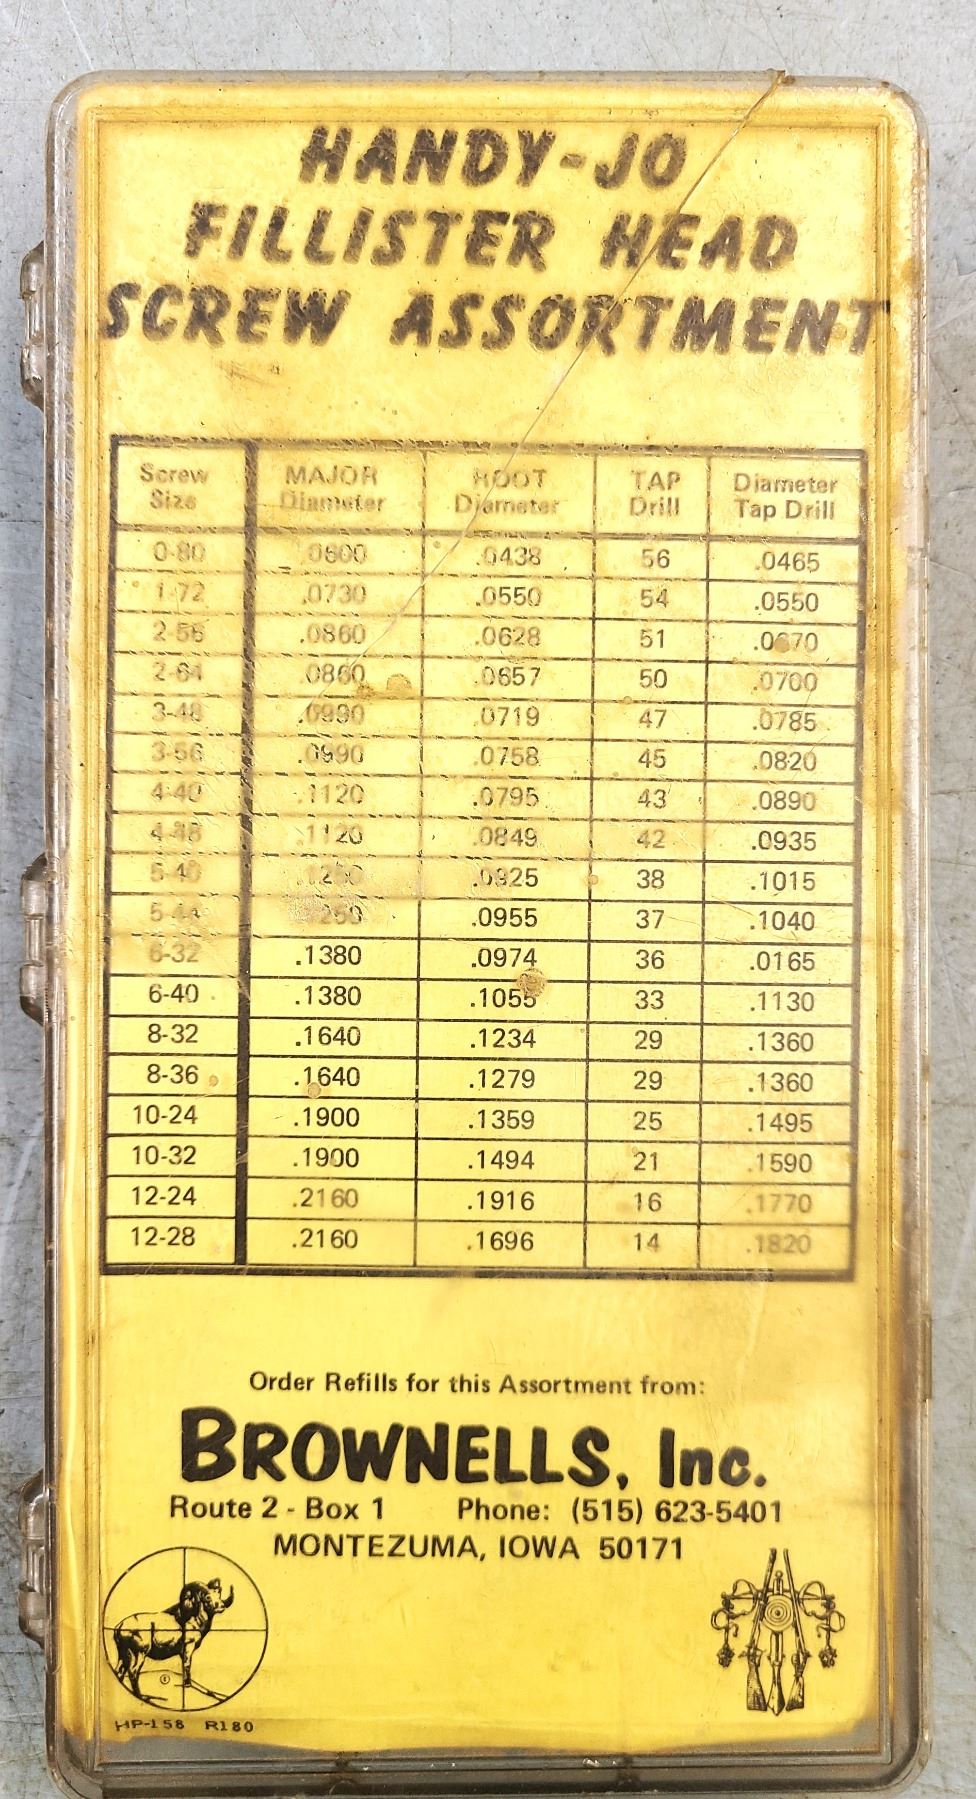 HANDY-JO
FILLISTER HEAD
SCREW ASSORTMENT
Screw Size MAJOR Diameter ROOT Diameter TAP Drill Diameter Tap Drill
0-80 .0600 .0438 56 .0465
1-72 .0730 .0550 54 .0550
2-56 .0860 .0628 51 .0670
2-64 .0860 .0657 50 .0700
3-48 .0990 .0719 47 .0785
3-56 .0990 .0758 45 .0820
4-40 .1120 .0795 43 .0890
4-48 .1120 .0849 42 .0935
5-40 .0925 38 .1015
5-44 .0955 37 .1040
6-32 .1380 .0974 36 .0165
6-40 .1380 .1055 33 .1130
8-32 .1640 .1234 29 .1360
8-36 .1640 .1279 29 .1360
10-24 .1900 .1359 25 .1495
10-32 .1900 .1494 21 .1590
12-24 .2160 .1916 16 .1770
12-28 .2160 .1696 14 .1820
Order Refills for this Assortment from:
BROWNELLS, Inc.
Route 2 - Box 1 Phone: (515) 623-5401
MONTEZUMA, IOWA 50171
HP-158 R180